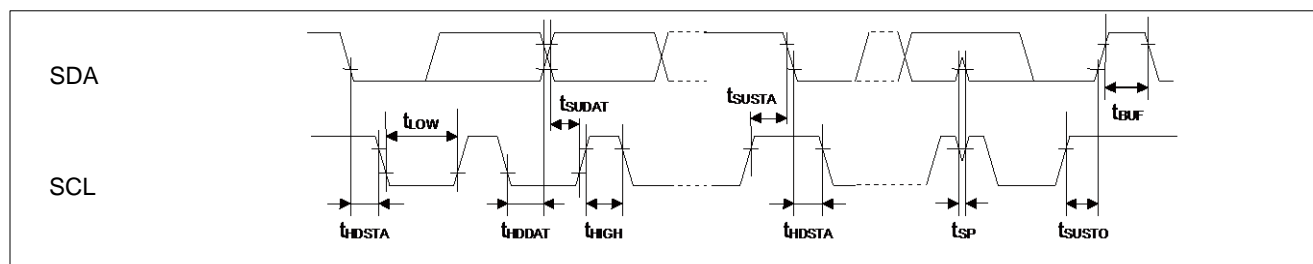 SDA
tSUDAT
tSUSTA
tBUF
tLOW
SCL
tHDSTA
tHDDAT
tHIGH
tHDSTA
tSP
tSUSTO